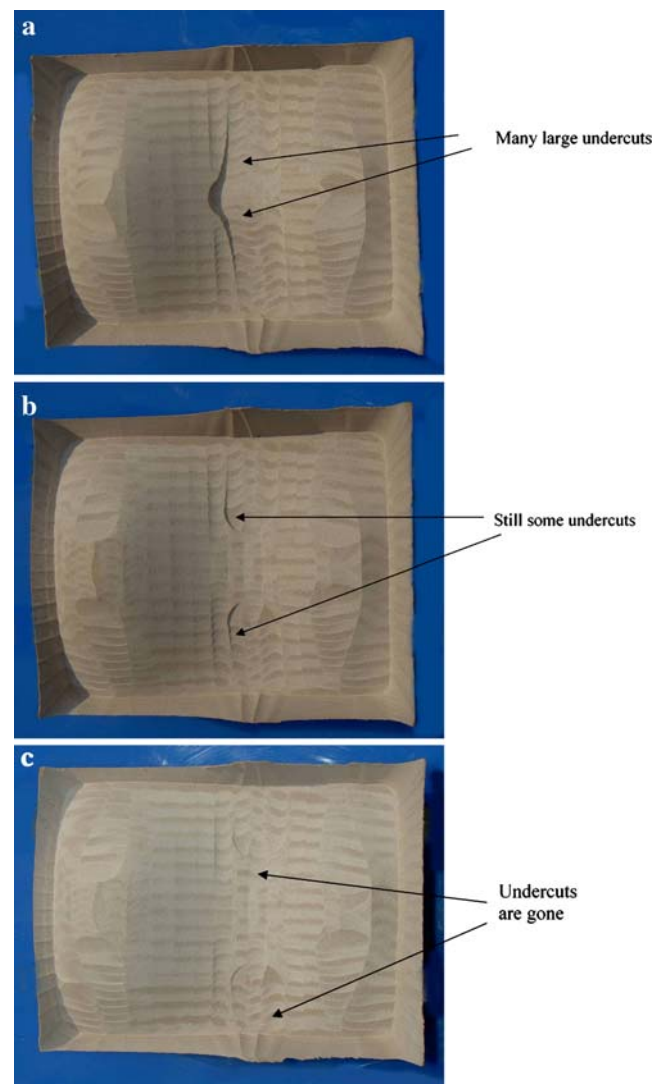 a
Many large undercuts
b
Still some undercuts
c
Undercuts
are gone